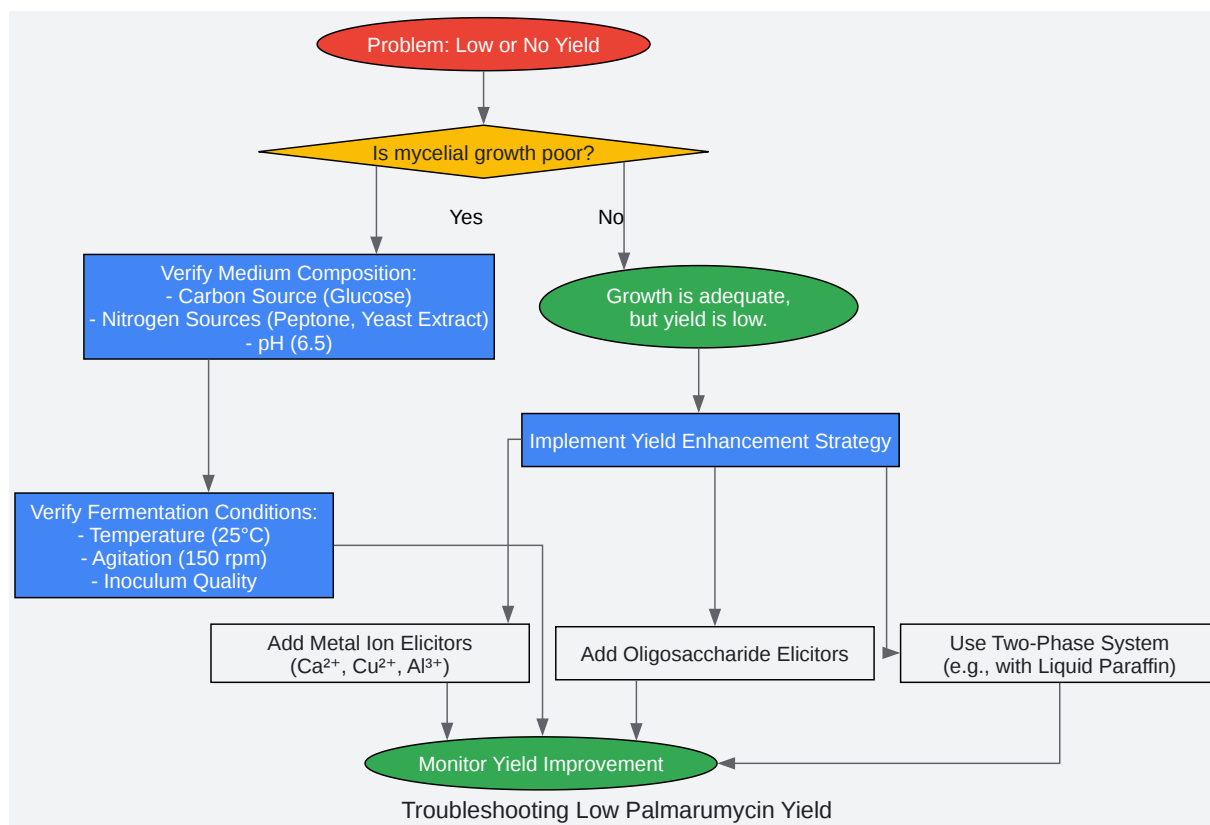 Problem: Low or No Yield
Is mycelial growth poor?
Yes
No
Verify Medium Composition:
- Carbon Source (Glucose)
- Nitrogen Sources (Peptone, Yeast Extract)
- pH (6.5)
Growth is adequate,
but yield is low.
Implement Yield Enhancement Strategy
Verify Fermentation Conditions:
- Temperature (25°C)
- Agitation (150 rpm)
- Inoculum Quality
Add Metal Ion Elicitors
(Ca²⁺, Cu²⁺, Al³⁺)
Add Oligosaccharide Elicitors
Use Two-Phase System
(e.g., with Liquid Paraffin)
Monitor Yield Improvement
Troubleshooting Low Palmarumycin Yield